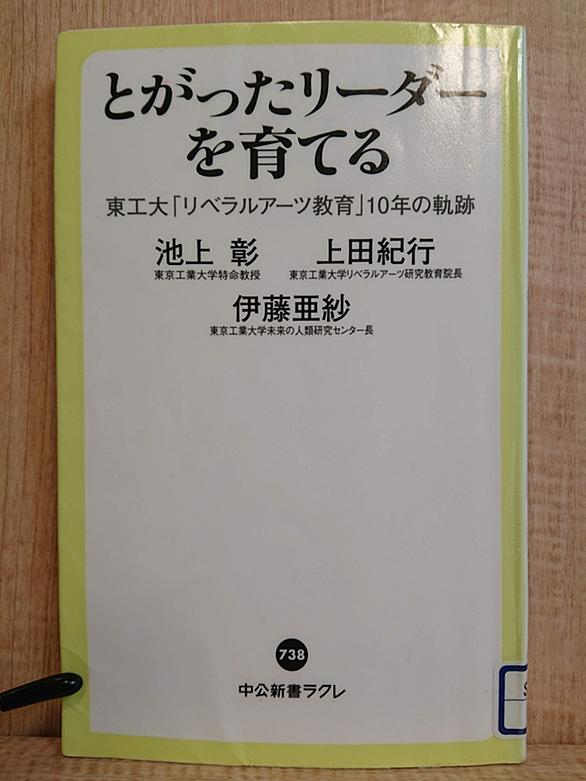 とがったリーダー
を育てる
東工大「リベラルアーツ教育」10年の軌跡
池上 彰 上田紀行
東京工業大学特命教授 東京工業大学リベラルアーツ研究教育院長
伊藤亜紗
東京工業大学未来の人類研究センター長
738
中公新書ラクレ